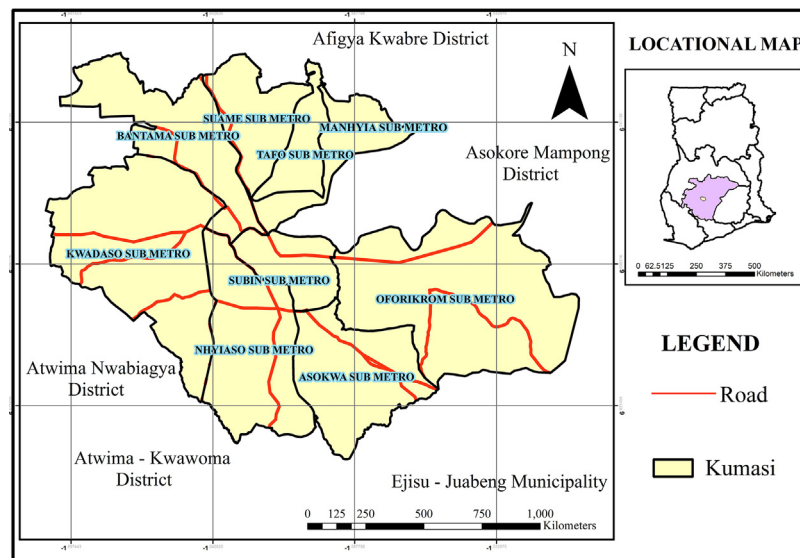 Afigya Kwabre District
N
SUAME SUB METRO
MANHYIA SUB METRO
BANTAMA SUB METRO
TAFO SUB METRO
Asokore Mampong
District
KWADASO SUB METRO
SUBIN SUB METRO
OFORIKROM SUB METRO
NHYIASO SUB METRO
ASOKWA SUB METRO
Atwima Nwabiagya
District
Atwima - Kwawoma
District
Ejisu - Juabeng Municipality
0 125 250 500 750 1,000
Kilometers
LOCATIONAL MAP
0 62.5 125 250 375 500
Kilometers
LEGEND
Road
Kumasi